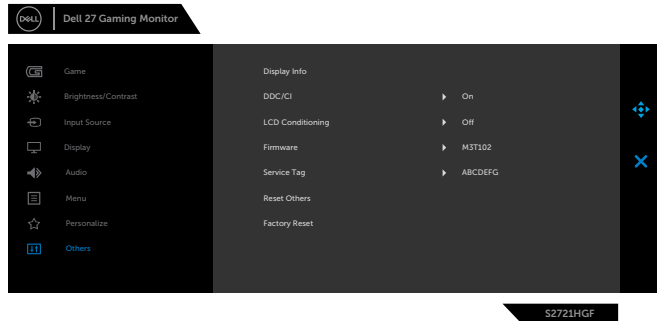 DELL Dell 27 Gaming Monitor
Game Display Info
Brightness/Contrast DDC/CI On
Input Source LCD Conditioning Off
Display Firmware M3T102
Audio Service Tag ABCDEFG
Menu Reset Others
Personalize Factory Reset
Others
S2721HGF